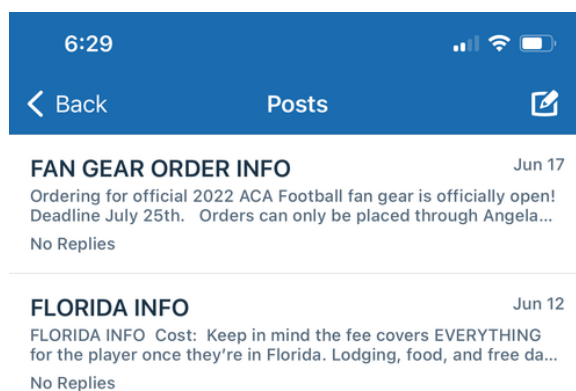 6:29
Back
Posts
FAN GEAR ORDER INFO
Jun 17
Ordering for official 2022 ACA Football fan gear is officially open!
Deadline July 25th. Orders can only be placed through Angela...
No Replies
FLORIDA INFO
Jun 12
FLORIDA INFO Cost: Keep in mind the fee covers EVERYTHING
for the player once they're in Florida. Lodging, food, and free da...
No Replies